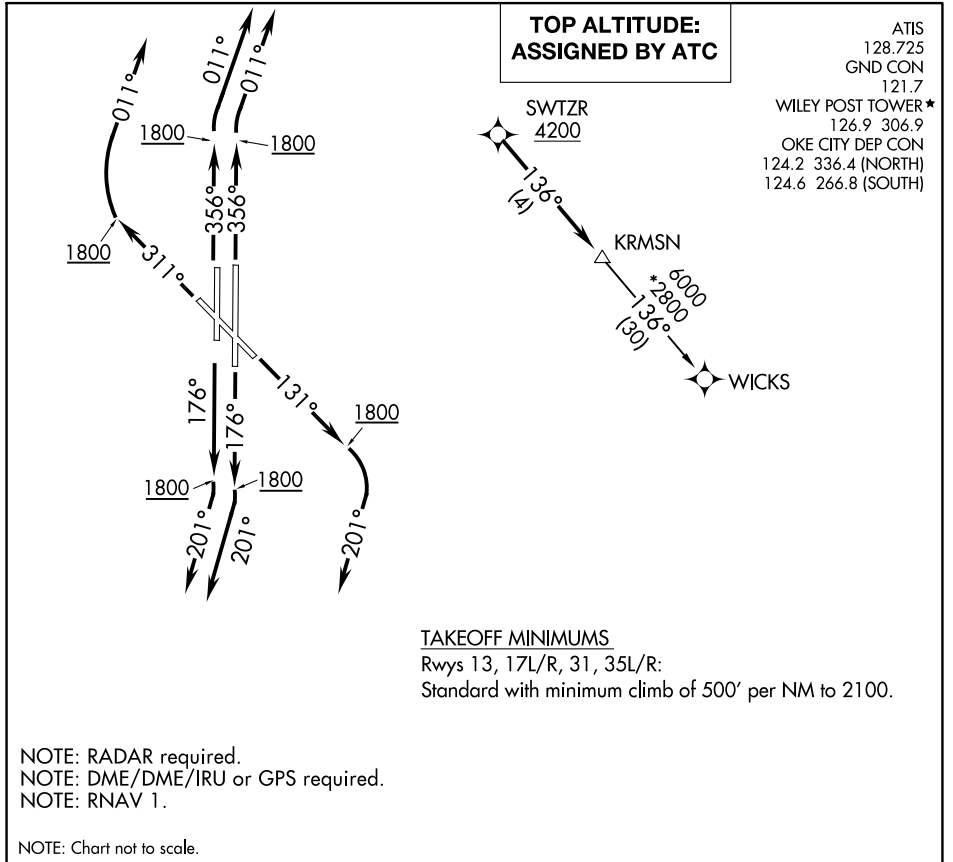 TOP ALTITUDE:
ASSIGNED BY ATC
ATIS
128.725
GND CON
121.7
WILEY POST TOWER★
126.9 306.9
OKE CITY DEP CON
124.2 336.4 (NORTH)
124.6 266.8 (SOUTH)
011°
011°
011°
1800
1800
356°
356°
1800
311°
131°
1800
176°
176°
1800
1800
201°
201°
201°
SWTZR
4200
136°
(4)
KRMSN
6000
*2800
136°
(30)
WICKS
TAKEOFF MINIMUMS
Rwys 13, 17L/R, 31, 35L/R:
Standard with minimum climb of 500' per NM to 2100.
NOTE: RADAR required.
NOTE: DME/DME/IRU or GPS required.
NOTE: RNAV 1.
NOTE: Chart not to scale.